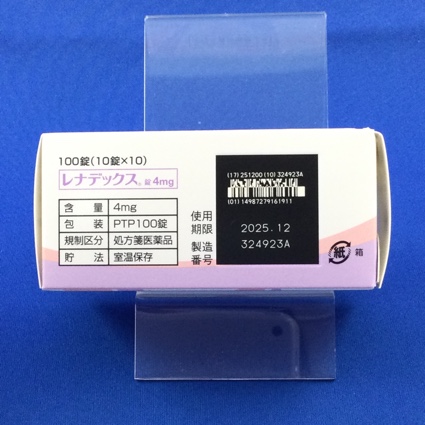 100錠(10錠×10)
レナデックス®錠4mg
含量 4mg
包装 PTP100錠
規制区分 処方箋医薬品
貯法 室温保存
(17)251200(10)324923A
(01)14987279161911
使用期限 2025.12
製造番号 324923A
紙 箱